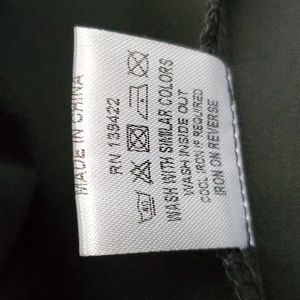 MADE IN CHINA
RN 139422
WASH WITH SIMILAR COLORS
WASH INSIDE OUT
COOL IRON IF REQUIRED
IRON ON REVERSE